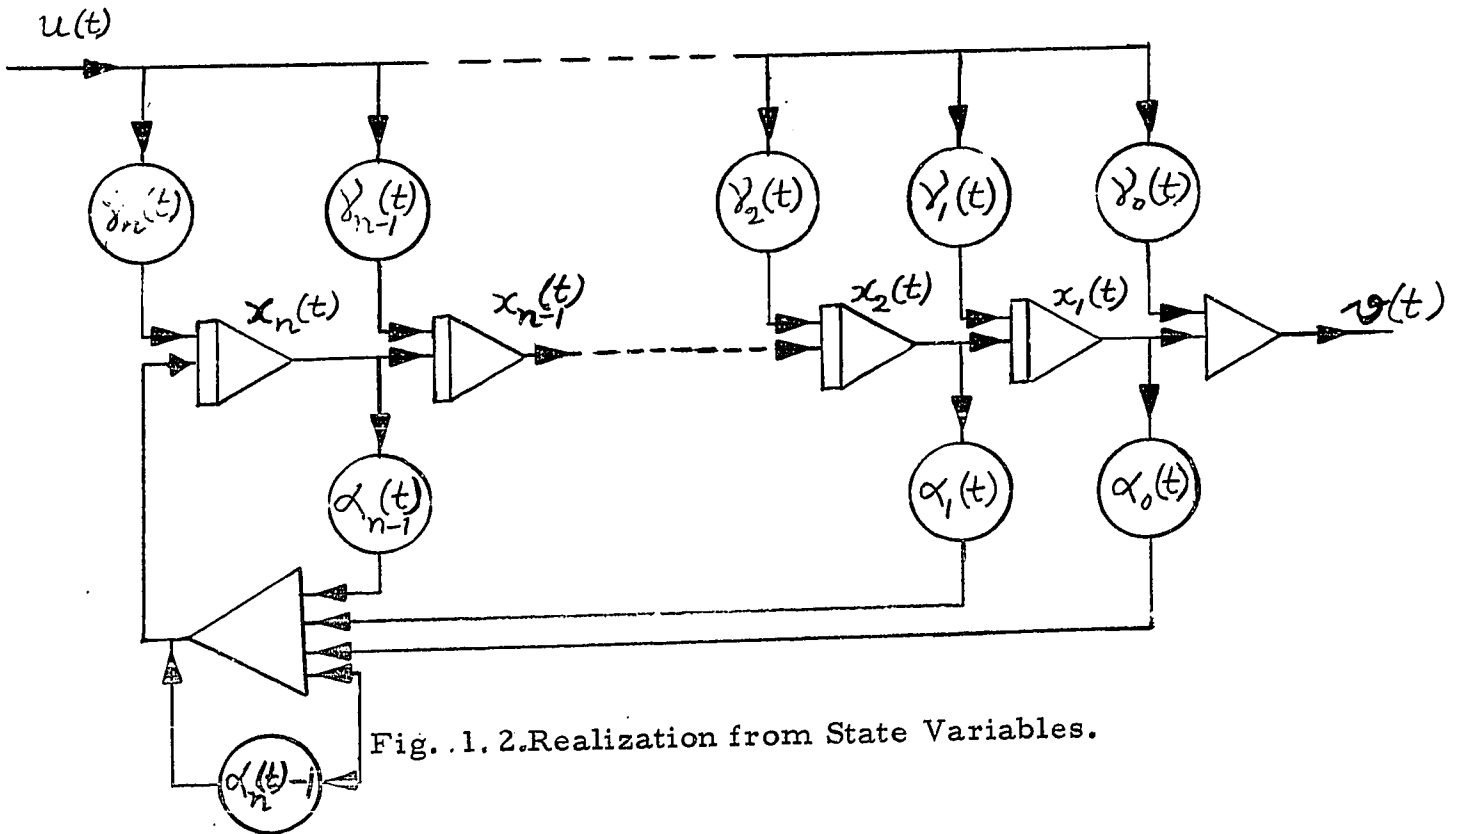 u(t)
γₙ(t)
γₙ₋₁(t)
γ₂(t)
γ₁(t)
γ₀(t)
xₙ(t)
xₙ₋₁(t)
x₂(t)
x₁(t)
v(t)
αₙ₋₁(t)
α₁(t)
α₀(t)
Fig. .1. 2.Realization from State Variables.
αₙ(t)-1